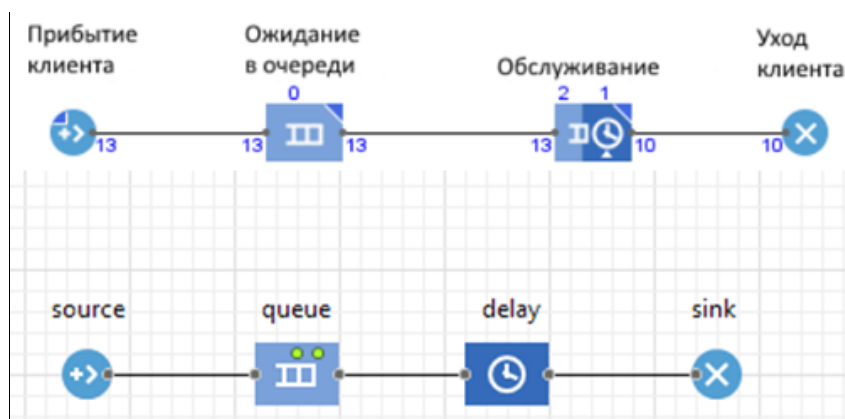 Прибытие
клиента
Ожидание
в очереди
Обслуживание
Уход
клиента
0
2 1
13
13
13
13
10
10
source
queue
delay
sink